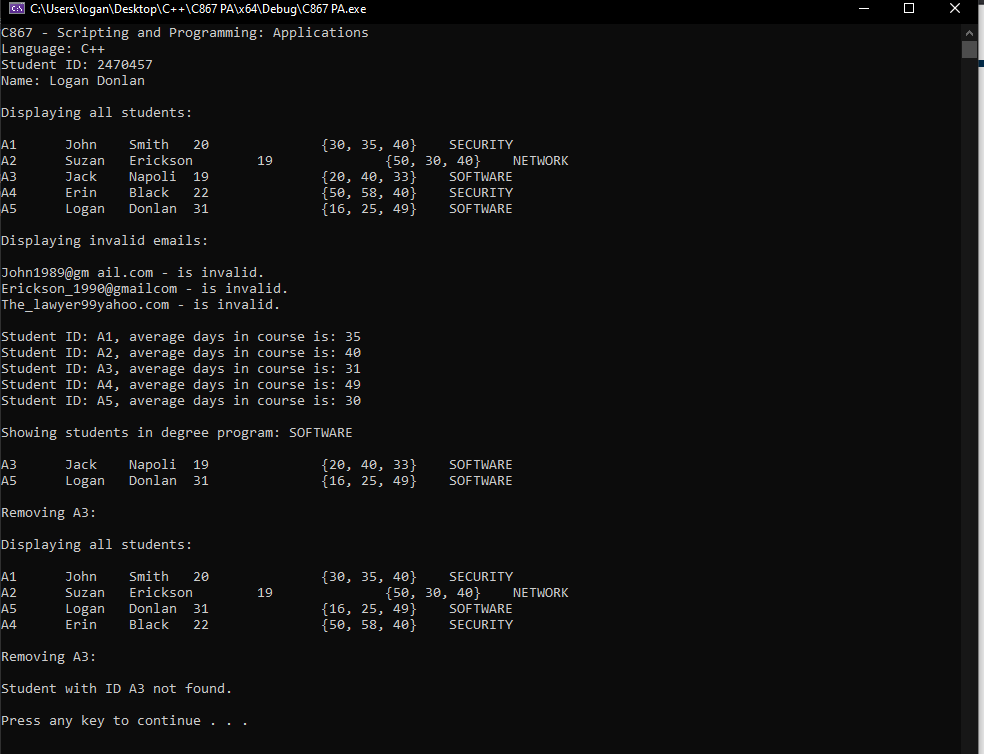 C:\Users\logan\Desktop\C++\C867 PA\x64\Debug\C867 PA.exe
C867 - Scripting and Programming: Applications
Language: C++
Student ID: 2470457
Name: Logan Donlan
Displaying all students:
A1 John Smith 20 {30, 35, 40} SECURITY
A2 Suzan Erickson 19 {50, 30, 40} NETWORK
A3 Jack Napoli 19 {20, 40, 33} SOFTWARE
A4 Erin Black 22 {50, 58, 40} SECURITY
A5 Logan Donlan 31 {16, 25, 49} SOFTWARE
Displaying invalid emails:
John1989@gm ail.com - is invalid.
Erickson_1990@gmailcom - is invalid.
The_lawyer99yahoo.com - is invalid.
Student ID: A1, average days in course is: 35
Student ID: A2, average days in course is: 40
Student ID: A3, average days in course is: 31
Student ID: A4, average days in course is: 49
Student ID: A5, average days in course is: 30
Showing students in degree program: SOFTWARE
A3 Jack Napoli 19 {20, 40, 33} SOFTWARE
A5 Logan Donlan 31 {16, 25, 49} SOFTWARE
Removing A3:
Displaying all students:
A1 John Smith 20 {30, 35, 40} SECURITY
A2 Suzan Erickson 19 {50, 30, 40} NETWORK
A5 Logan Donlan 31 {16, 25, 49} SOFTWARE
A4 Erin Black 22 {50, 58, 40} SECURITY
Removing A3:
Student with ID A3 not found.
Press any key to continue . . .